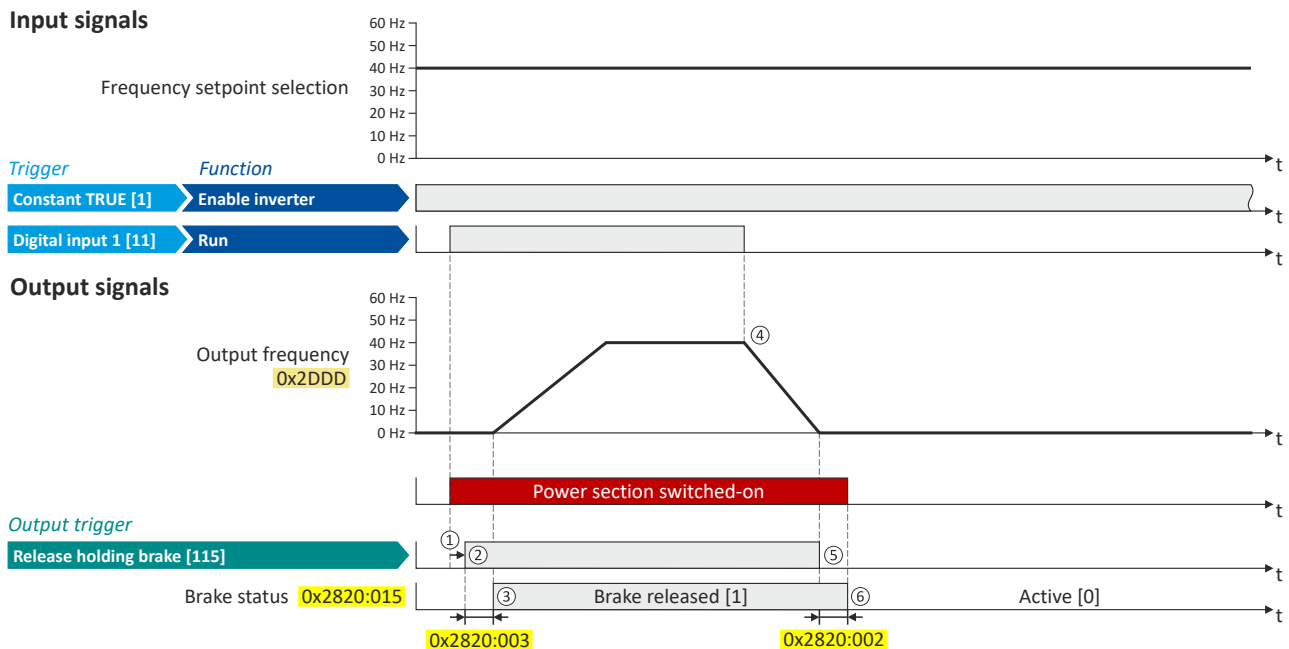 Input signals
60 Hz
50 Hz
40 Hz
Frequency setpoint selection
30 Hz
20 Hz
10 Hz
0 Hz
t
Trigger Function
Constant TRUE [1] Enable inverter
t
Digital input 1 [11] Run
t
Output signals
60 Hz
50 Hz
40 Hz
④
Output frequency
30 Hz
0x2DDD
20 Hz
10 Hz
0 Hz
t
Power section switched-on
t
Output trigger
①
Release holding brake [115] ② ⑤
t
Brake status 0x2820:015 ③ Brake released [1] ⑥ Active [0]
t
0x2820:003 0x2820:002